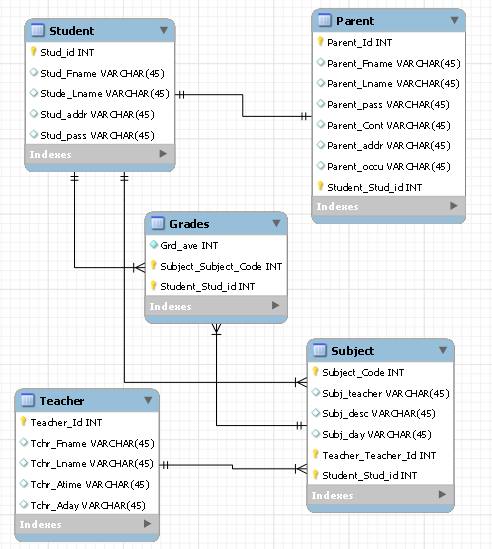 Student
Stud_id INT
Stud_Fname VARCHAR(45)
Stude_Lname VARCHAR(45)
Stud_addr VARCHAR(45)
Stud_pass VARCHAR(45)
Indexes
Parent
Parent_Id INT
Parent_Fname VARCHAR(45)
Parent_Lname VARCHAR(45)
Parent_pass VARCHAR(45)
Parent_Cont VARCHAR(45)
Parent_addr VARCHAR(45)
Parent_occu VARCHAR(45)
Student_Stud_id INT
Indexes
Grades
Grd_ave INT
Subject_Subject_Code INT
Student_Stud_id INT
Indexes
Subject
Subject_Code INT
Subj_teacher VARCHAR(45)
Subj_desc VARCHAR(45)
Subj_day VARCHAR(45)
Teacher_Teacher_Id INT
Student_Stud_id INT
Indexes
Teacher
Teacher_Id INT
Tchr_Fname VARCHAR(45)
Tchr_Lname VARCHAR(45)
Tchr_Atime VARCHAR(45)
Tchr_Aday VARCHAR(45)
Indexes